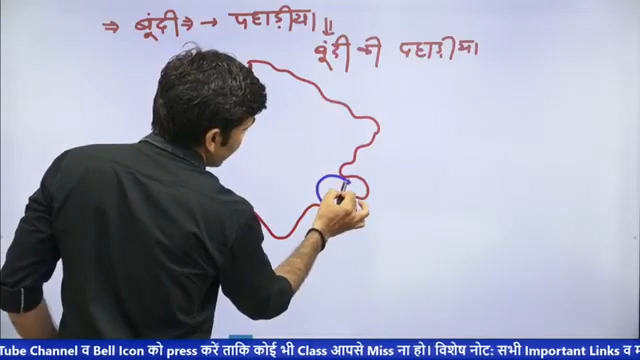 ⇒ बूंदी ⇒ → पहाड़ीया ⇓
बूंदी की पहाड़ीया
Tube Channel व Bell Icon को press करें ताकि कोई भी Class आपसे Miss ना हो। विशेष नोट: सभी Important Links व